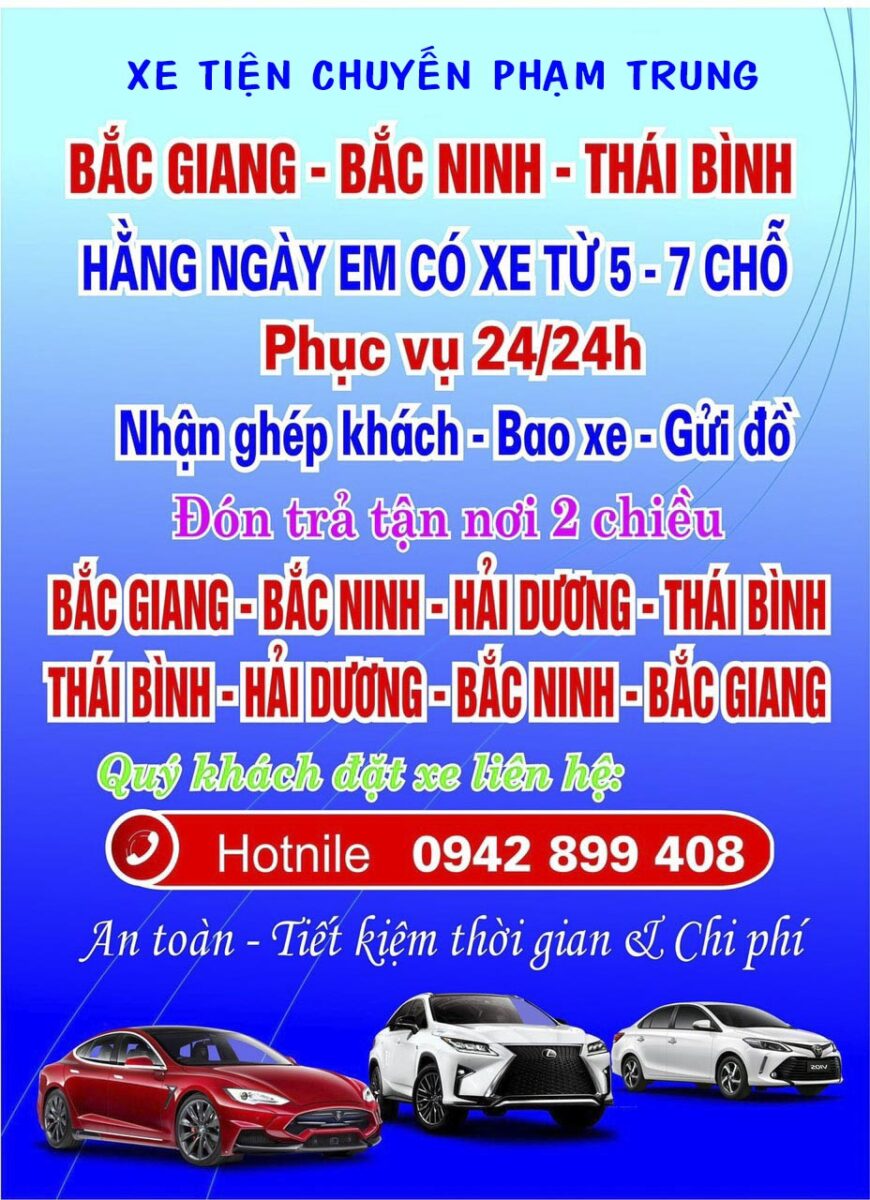 XE TIỆN CHUYẾN PHẠM TRUNG
BẮC GIANG - BẮC NINH - THÁI BÌNH
HẰNG NGÀY EM CÓ XE TỪ 5 - 7 CHỖ
Phục vụ 24/24h
Nhận ghép khách - Bao xe - Gửi đồ
Đón trả tận nơi 2 chiều
BẮC GIANG - BẮC NINH - HẢI DƯƠNG - THÁI BÌNH
THÁI BÌNH - HẢI DƯƠNG - BẮC NINH - BẮC GIANG
Quý khách đặt xe liên hệ:
Hotnile 0942 899 408
An toàn - Tiết kiệm thời gian & Chi phí
VIOS